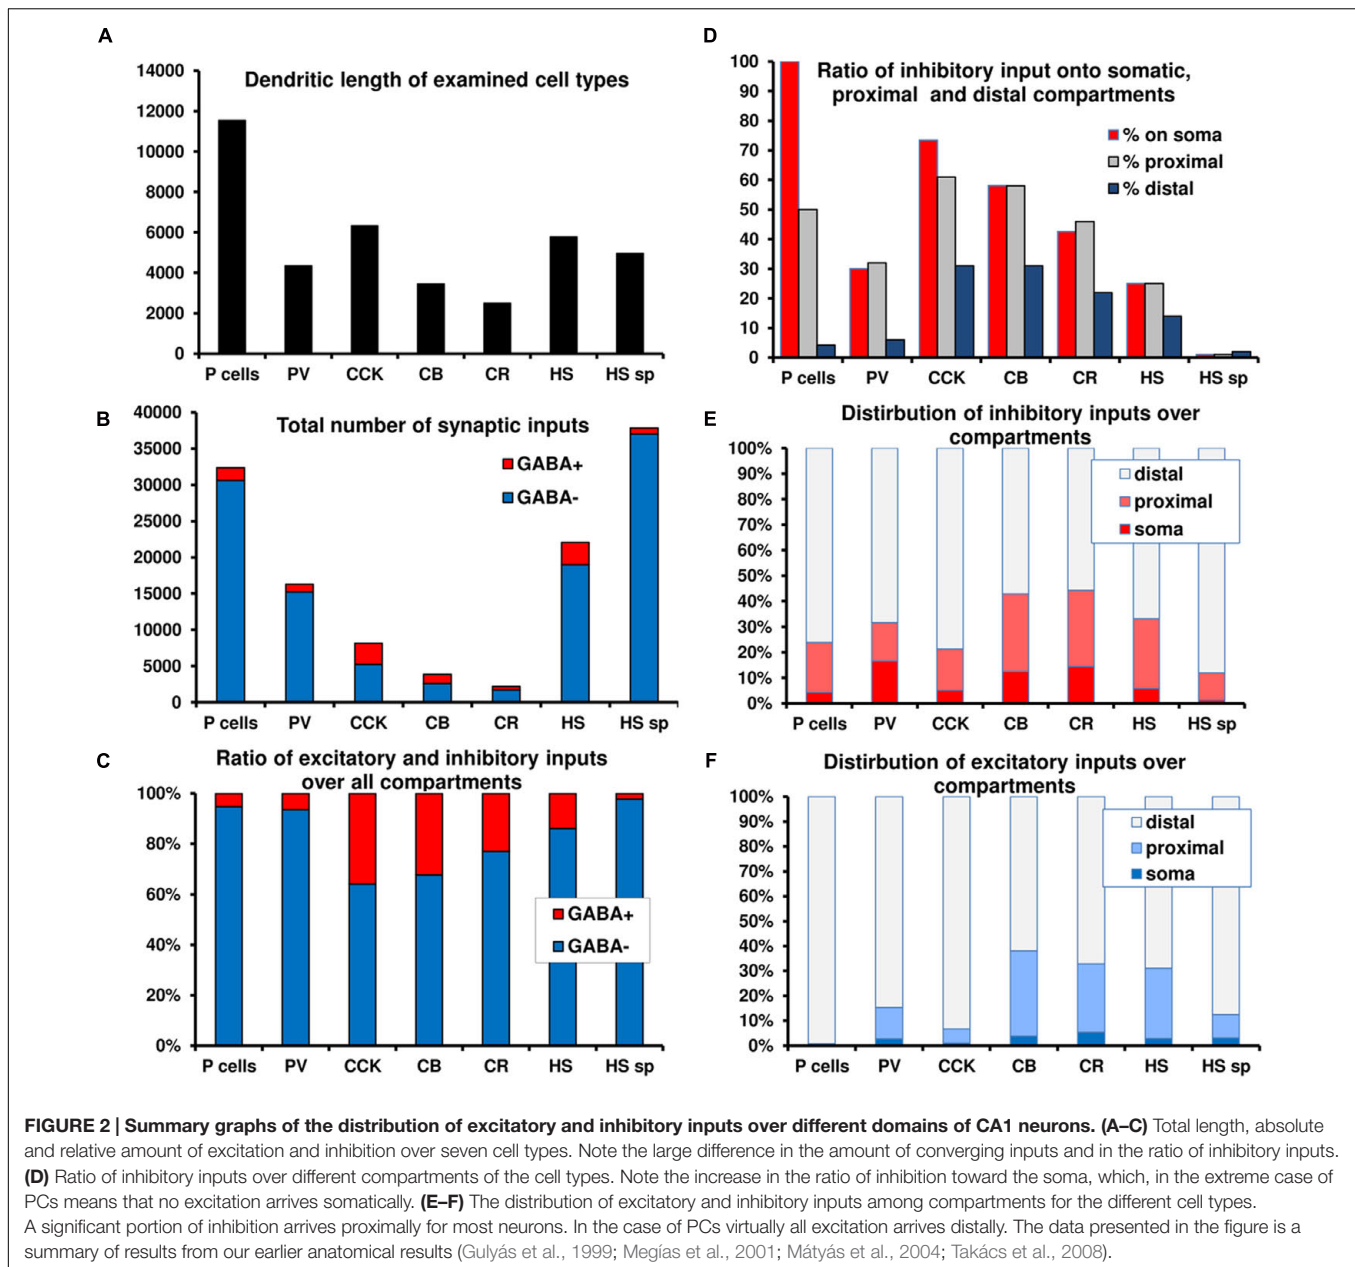 A
Dendritic length of examined cell types
14000
12000
10000
8000
6000
4000
2000
0
P cells PV CCK CB CR HS HS sp
B
Total number of synaptic inputs
GABA+
GABA-
40000
35000
30000
25000
20000
15000
10000
5000
0
P cells PV CCK CB CR HS HS sp
C
Ratio of excitatory and inhibitory inputs
over all compartments
100%
80%
60%
40%
20%
0%
GABA+
GABA-
P cells PV CCK CB CR HS HS sp
D
Ratio of inhibitory input onto somatic,
proximal and distal compartments
100
90
80
70
60
50
40
30
20
10
0
% on soma
% proximal
% distal
P cells PV CCK CB CR HS HS sp
E
Distirbution of inhibitory inputs over
compartments
100%
90%
80%
70%
60%
50%
40%
30%
20%
10%
0%
distal
proximal
soma
P cells PV CCK CB CR HS HS sp
F
Distirbution of excitatory inputs over
compartments
100%
90%
80%
70%
60%
50%
40%
30%
20%
10%
0%
distal
proximal
soma
P cells PV CCK CB CR HS HS sp
FIGURE 2 | Summary graphs of the distribution of excitatory and inhibitory inputs over different domains of CA1 neurons. (A–C) Total length, absolute
and relative amount of excitation and inhibition over seven cell types. Note the large difference in the amount of converging inputs and in the ratio of inhibitory inputs.
(D) Ratio of inhibitory inputs over different compartments of the cell types. Note the increase in the ratio of inhibition toward the soma, which, in the extreme case of
PCs means that no excitation arrives somatically. (E–F) The distribution of excitatory and inhibitory inputs among compartments for the different cell types.
A significant portion of inhibition arrives proximally for most neurons. In the case of PCs virtually all excitation arrives distally. The data presented in the figure is a
summary of results from our earlier anatomical results (Gulyás et al., 1999; Megías et al., 2001; Mátyás et al., 2004; Takács et al., 2008).